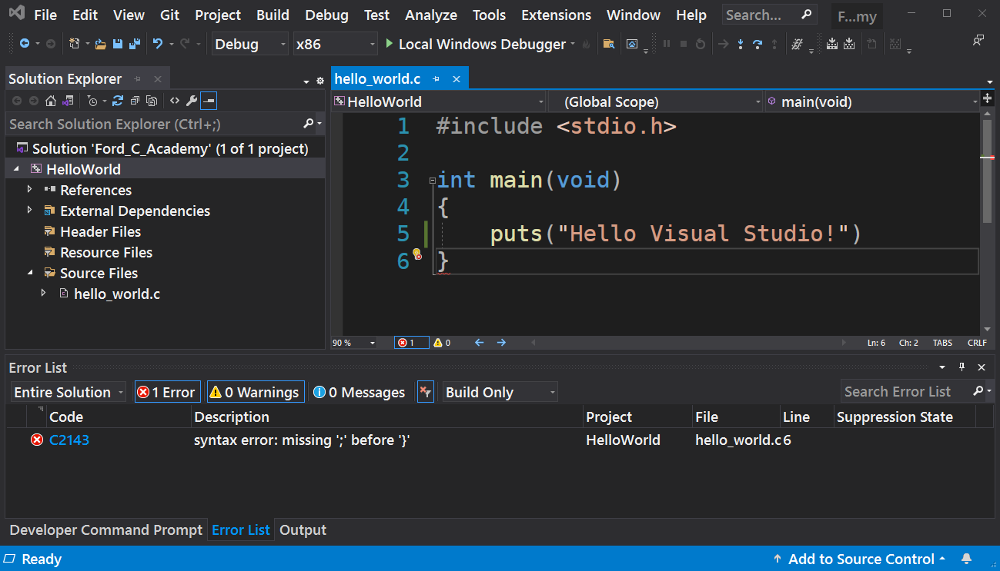 File Edit View Git Project Build Debug Test Analyze Tools Extensions Window Help Search... F...my
Debug x86 Local Windows Debugger
Solution Explorer
Search Solution Explorer (Ctrl+;)
Solution 'Ford_C_Academy' (1 of 1 project)
HelloWorld
References
External Dependencies
Header Files
Resource Files
Source Files
hello_world.c
hello_world.c
HelloWorld (Global Scope) main(void)
1 #include <stdio.h>
2
3 int main(void)
4 {
5 puts("Hello Visual Studio!")
6 }
90 % 1 0 Ln: 6 Ch: 2 TABS CRLF
Error List
Entire Solution 1 Error 0 Warnings 0 Messages Build Only Search Error List
Code Description Project File Line Suppression State
C2143 syntax error: missing ';' before '}' HelloWorld hello_world.c 6
Developer Command Prompt Error List Output
Ready Add to Source Control